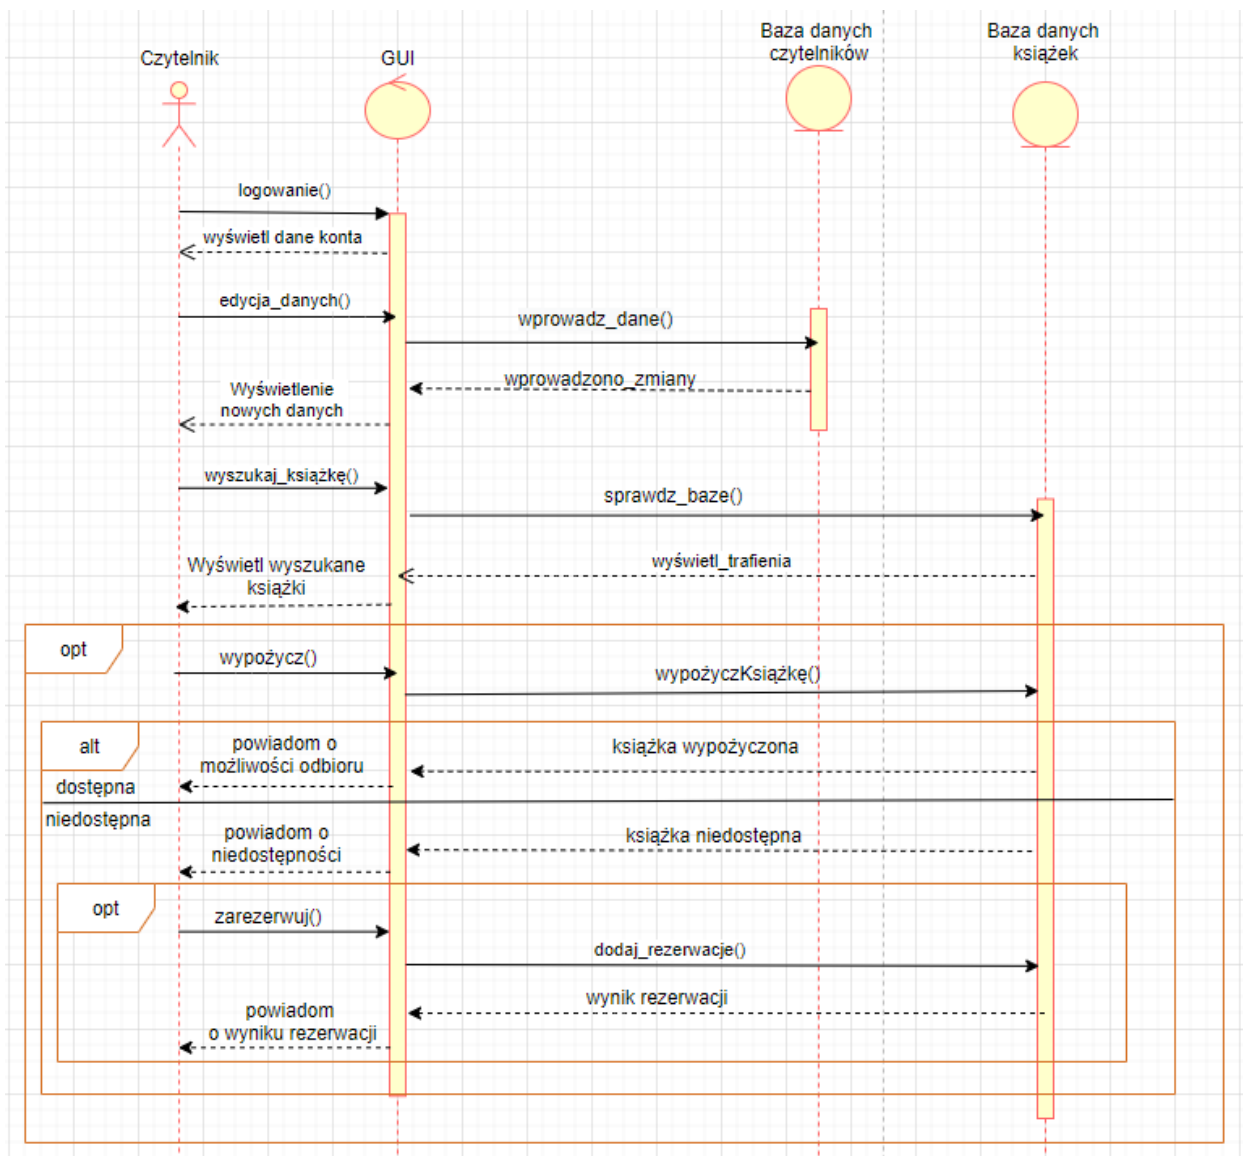 Czytelnik
GUI
Baza danych
czytelników
Baza danych
książek
logowanie()
wyświetl dane konta
edycja_danych()
wprowadz_dane()
wprowadzono_zmiany
Wyświetlenie
nowych danych
wyszukaj_książkę()
sprawdz_baze()
wyświetl_trafienia
Wyświetl wyszukane
książki
opt
wypożycz()
wypożyczKsiążkę()
alt
powiadom o
możliwości odbioru
książka wypożyczona
dostępna
niedostępna
powiadom o
niedostępności
książka niedostępna
opt
zarezerwuj()
dodaj_rezerwacje()
wynik rezerwacji
powiadom
o wyniku rezerwacji